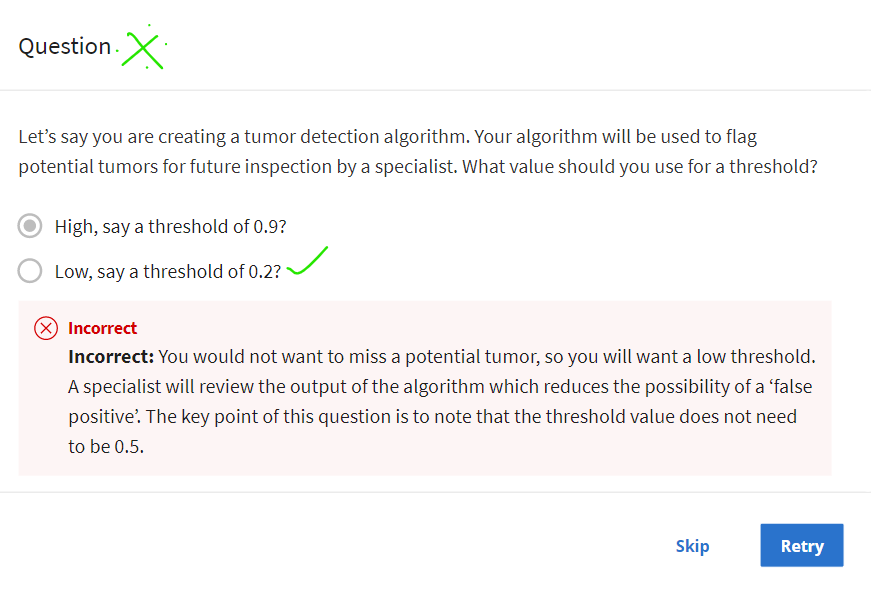 Question
Let’s say you are creating a tumor detection algorithm. Your algorithm will be used to flag
potential tumors for future inspection by a specialist. What value should you use for a threshold?
High, say a threshold of 0.9?
Low, say a threshold of 0.2?
Incorrect
Incorrect: You would not want to miss a potential tumor, so you will want a low threshold.
A specialist will review the output of the algorithm which reduces the possibility of a ‘false
positive’. The key point of this question is to note that the threshold value does not need
to be 0.5.
Skip
Retry